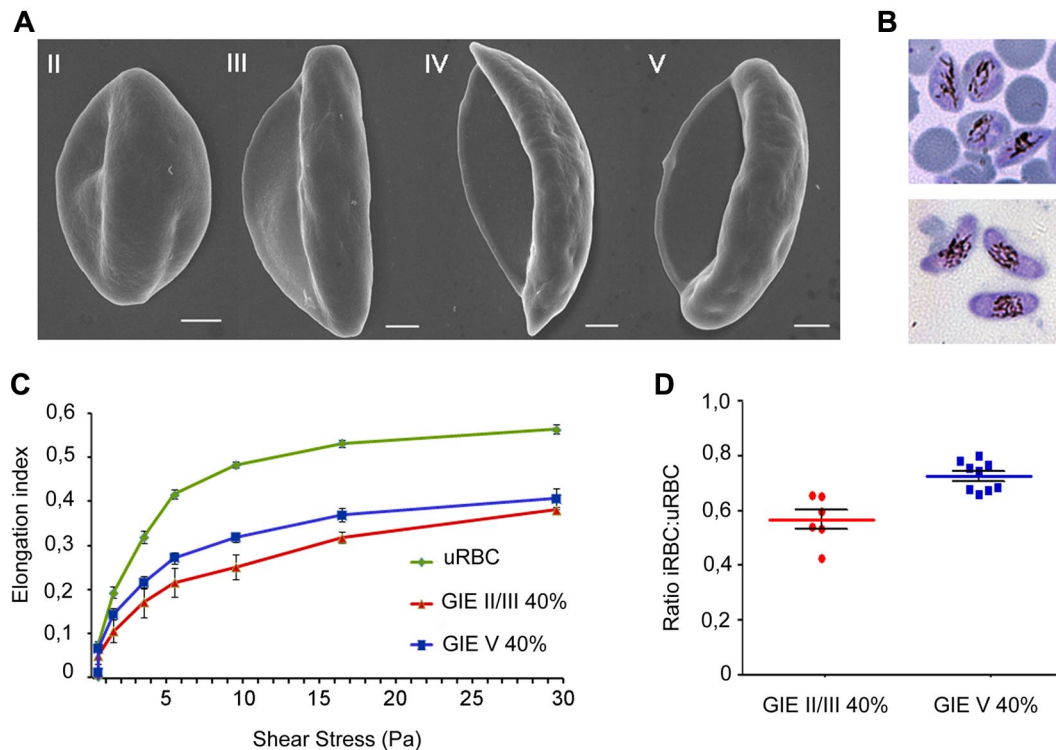 A
II
III
IV
V
B
C
0,6
0,5
0,4
0,3
0,2
0,1
0
Elongation index
5
10
15
20
25
30
Shear Stress (Pa)
uRBC
GIE II/III 40%
GIE V 40%
D
1,0
0,8
0,6
0,4
0,2
0
Ratio iRBC:uRBC
GIE II/III 40%
GIE V 40%